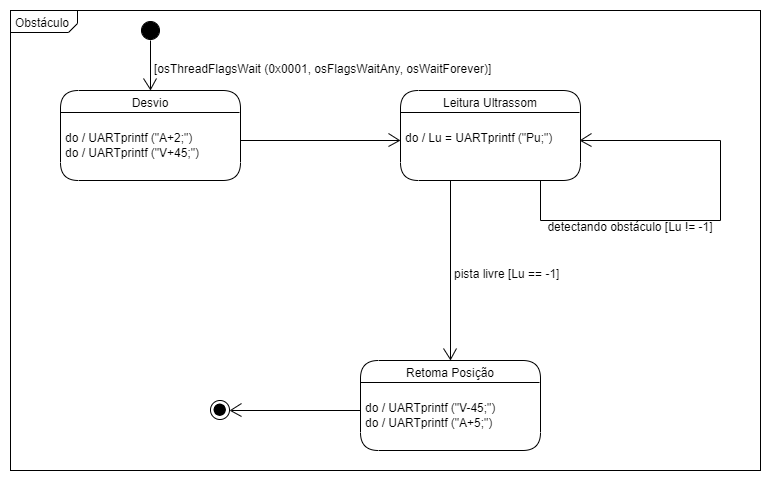 Obstáculo
[osThreadFlagsWait (0x0001, osFlagsWaitAny, osWaitForever)]
Desvio
do / UARTprintf ("A+2;")
do / UARTprintf ("V+45;")
Leitura Ultrassom
do / Lu = UARTprintf ("Pu;")
detectando obstáculo [Lu != -1]
pista livre [Lu == -1]
Retoma Posição
do / UARTprintf ("V-45;")
do / UARTprintf ("A+5;")